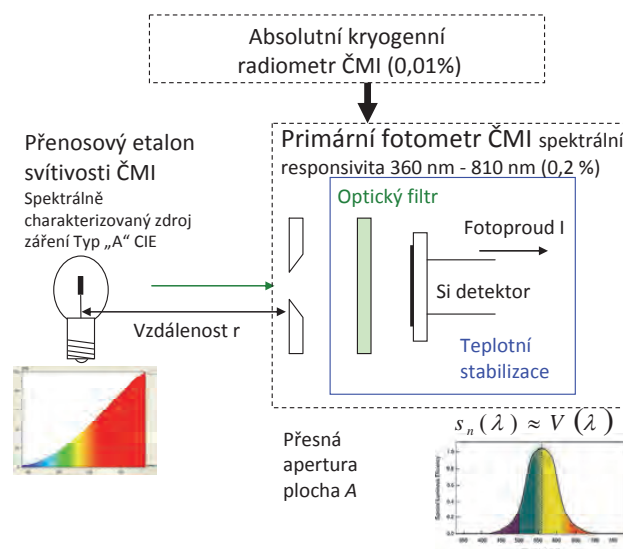 Absolutní kryogenní
radiometr ČMI (0,01%)
Přenosový etalon
svítivosti ČMI
Spektrálně
charakterizovaný zdroj
záření Typ „A“ CIE
Primární fotometr ČMI spektrální
responsivita 360 nm - 810 nm (0,2 %)
Optický filtr
Fotoproud I
Si detektor
Vzdálenost r
Teplotní
stabilizace
Přesná
apertura
plocha A
s_n(λ) ≈ V(λ)